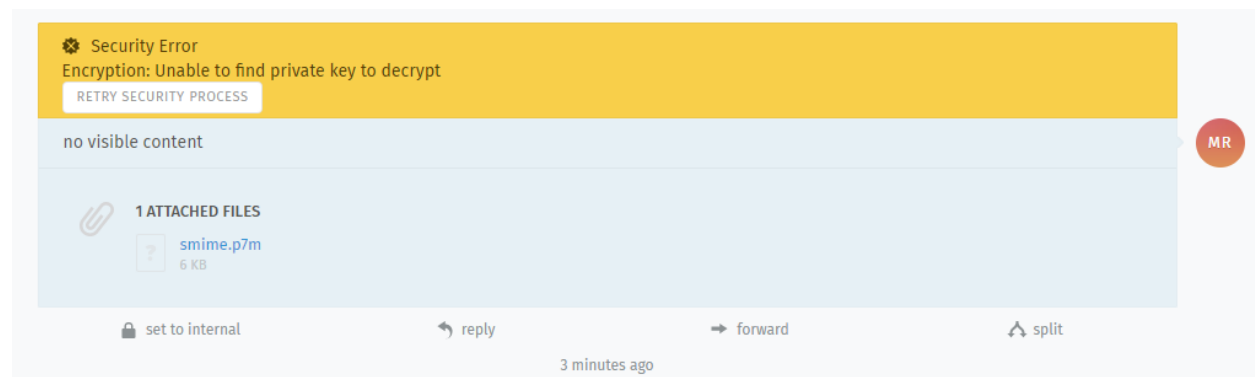 Security Error
Encryption: Unable to find private key to decrypt
RETRY SECURITY PROCESS
no visible content
MR
1 ATTACHED FILES
?
smime.p7m
6 KB
set to internal
reply
forward
split
3 minutes ago